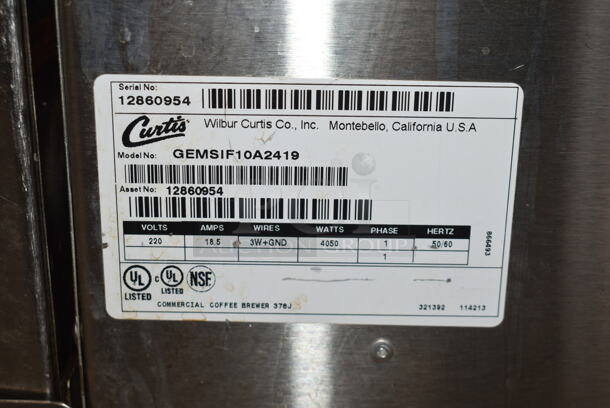 Serial No:
12860954
Curtis Wilbur Curtis Co., Inc. Montebello, California U.S.A
Model No: GEMSIF10A2419
Asset No: 12860954
VOLTS AMPS WIRES WATTS PHASE HERTZ
220 18.5 3W+GND 4050 1 50/60
1
UL LISTED C UL LISTED NSF
COMMERCIAL COFFEE BREWER 378J 321392 114213
866493